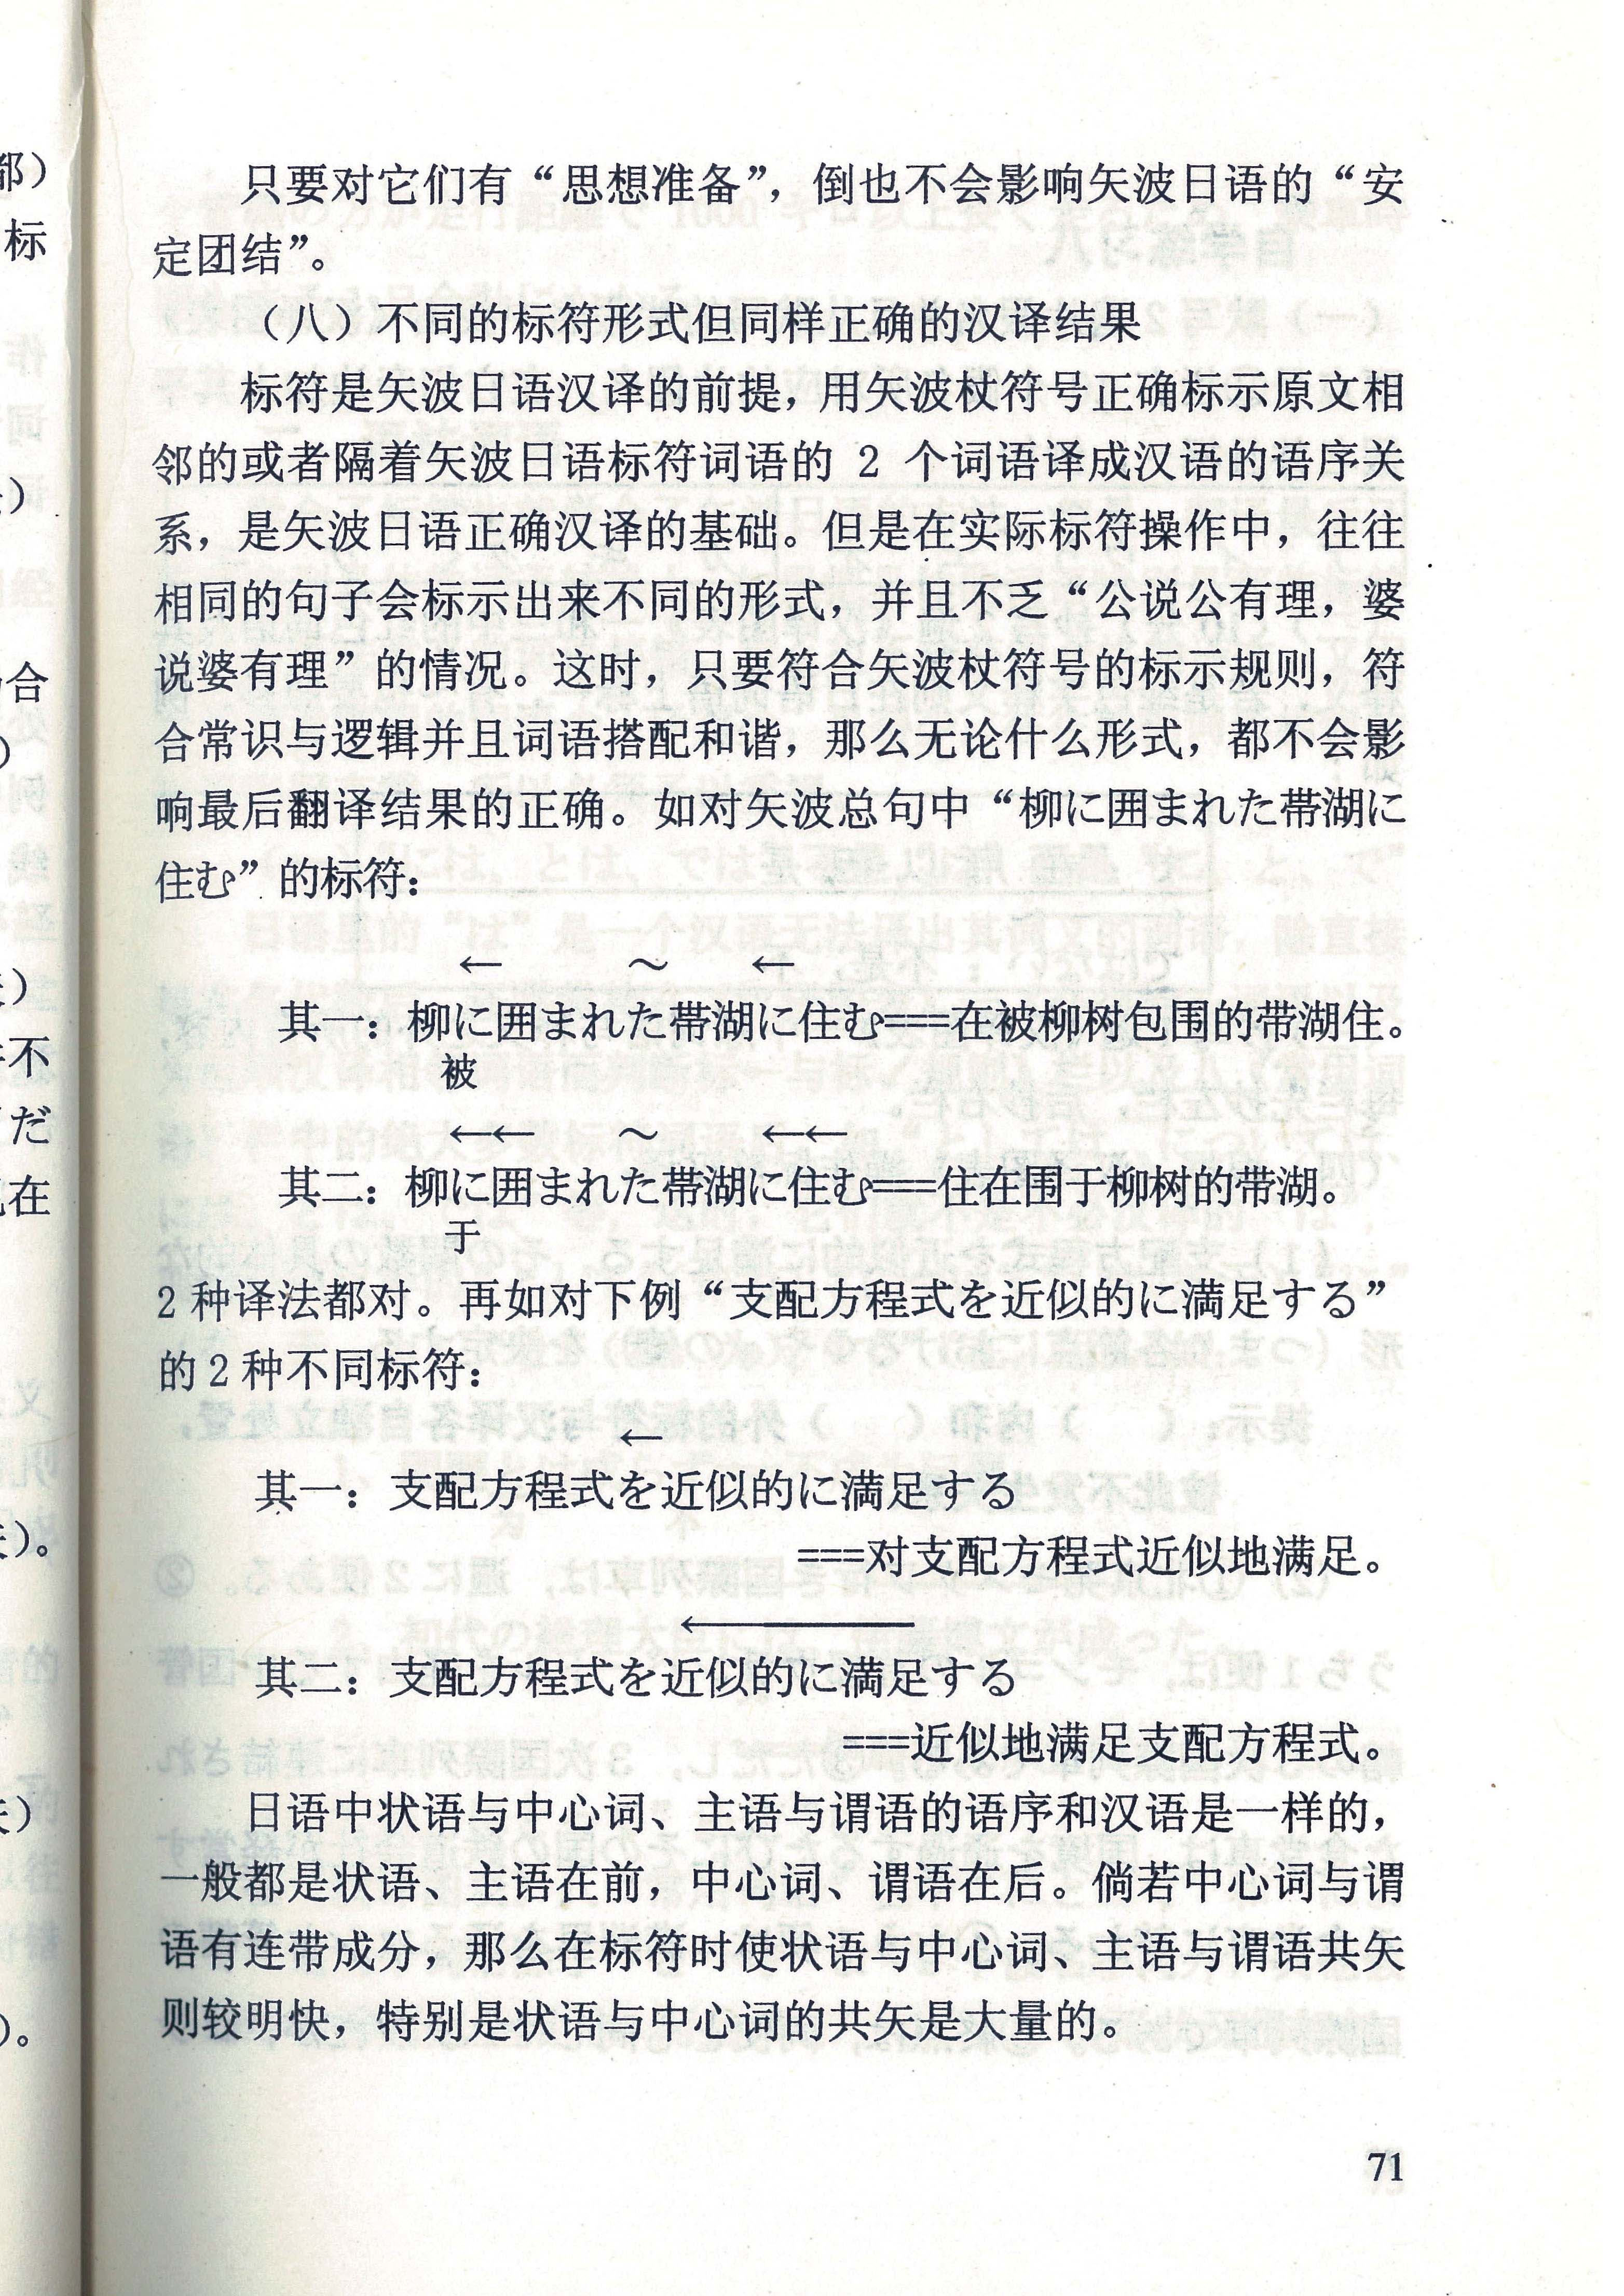 只要对它们有“思想准备”，倒也不会影响矢波日语的“安
定团结”。
（八）不同的标符形式但同样正确的汉译结果
标符是矢波日语汉译的前提，用矢波杖符号正确标示原文相
邻的或者隔着矢波日语标符词语的 2 个词语译成汉语的语序关
系，是矢波日语正确汉译的基础。但是在实际标符操作中，往往
相同的句子会标示出来不同的形式，并且不乏“公说公有理，婆
说婆有理”的情况。这时，只要符合矢波杖符号的标示规则，符
合常识与逻辑并且词语搭配和谐，那么无论什么形式，都不会影
响最后翻译结果的正确。如对矢波总句中“柳に囲まれた帯湖に
住む”的标符：
← ～ ←
其一：柳に囲まれた帯湖に住む===在被柳树包围的带湖住。
被
←← ～ ←←
其二：柳に囲まれた帯湖に住む===住在围于柳树的带湖。
于
2 种译法都对。再如对下例“支配方程式を近似的に満足する”
的 2 种不同标符：
←
其一：支配方程式を近似的に満足する
===对支配方程式近似地满足。
←———
其二：支配方程式を近似的に満足する
===近似地满足支配方程式。
日语中状语与中心词、主语与谓语的语序和汉语是一样的，
一般都是状语、主语在前，中心词、谓语在后。倘若中心词与谓
语有连带成分，那么在标符时使状语与中心词、主语与谓语共矢
则较明快，特别是状语与中心词的共矢是大量的。
71